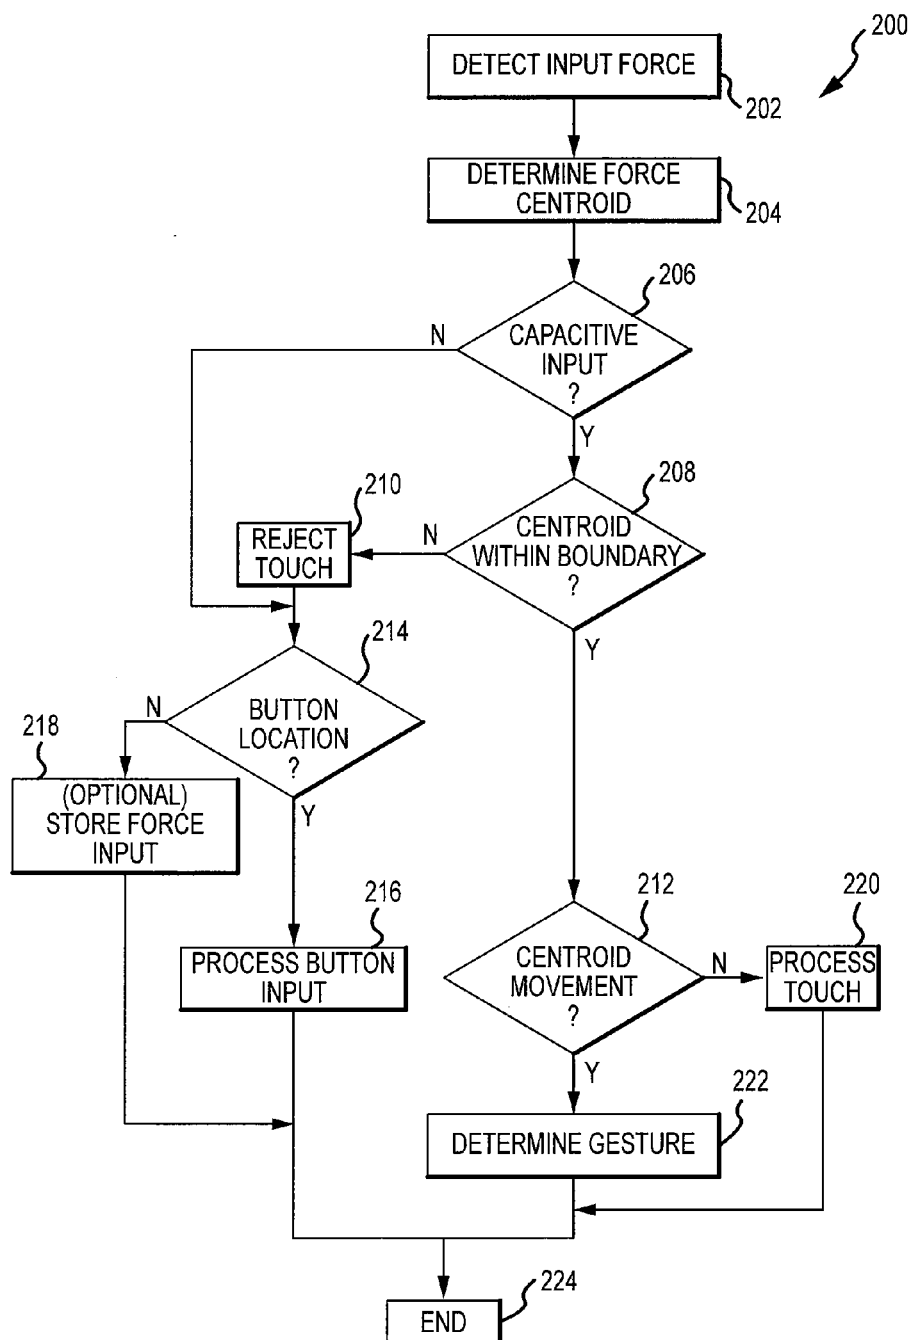 200
DETECT INPUT FORCE
202
DETERMINE FORCE
CENTROID
204
206
CAPACITIVE
INPUT
?
N
Y
208
CENTROID
WITHIN BOUNDARY
?
N
Y
210
REJECT
TOUCH
214
BUTTON
LOCATION
?
N
Y
218
(OPTIONAL)
STORE FORCE
INPUT
216
PROCESS BUTTON
INPUT
212
CENTROID
MOVEMENT
?
N
Y
220
PROCESS
TOUCH
222
DETERMINE GESTURE
224
END